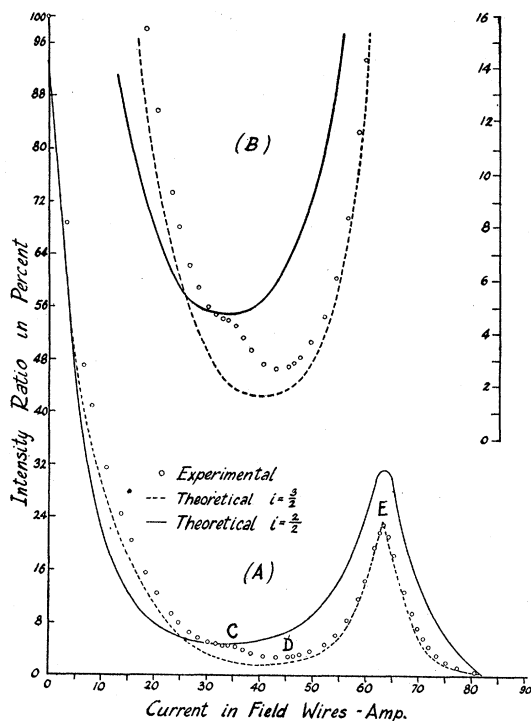 100
96
88
80
72
64
56
48
40
32
24
16
8
0
Intensity Ratio in Percent
16
14
12
10
8
6
4
2
0
(B)
○ Experimental
---- Theoretical i = 3/2
— Theoretical i = 2/2
(A)
C
D
E
0 10 20 30 40 50 60 70 80 90
Current in Field Wires - Amp.